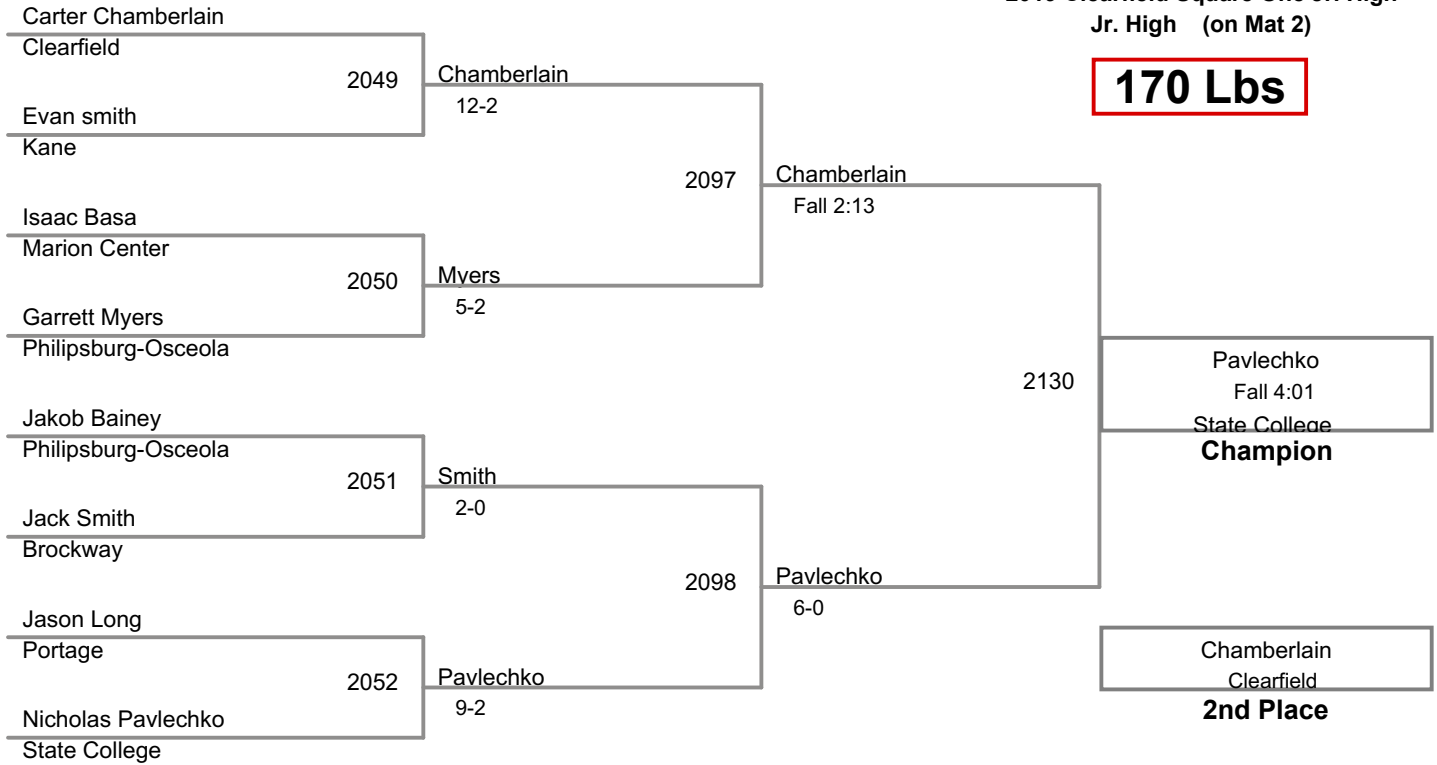 Jr. High (on Mat 2)
170 Lbs
Carter Chamberlain
Clearfield
2049
Evan smith
Kane
Chamberlain
12-2
Isaac Basa
Marion Center
2050
Garrett Myers
Philipsburg-Osceola
Myers
5-2
2097
Chamberlain
Fall 2:13
Jakob Bainey
Philipsburg-Osceola
2051
Jack Smith
Brockway
Smith
2-0
Jason Long
Portage
2052
Nicholas Pavlechko
State College
Pavlechko
9-2
2098
Pavlechko
6-0
2130
Pavlechko
Fall 4:01
State College
Champion
Chamberlain
Clearfield
2nd Place